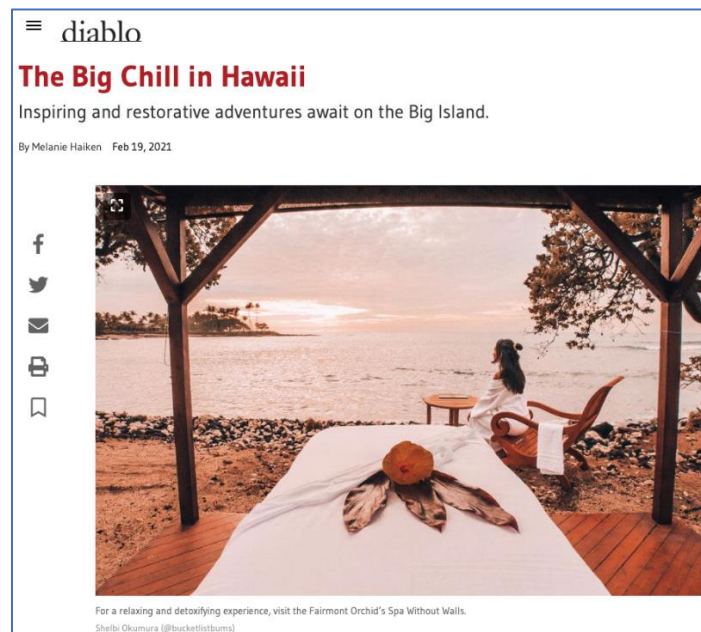 diablo
The Big Chill in Hawaii
Inspiring and restorative adventures await on the Big Island.
By Melanie Haiken Feb 19, 2021
For a relaxing and detoxifying experience, visit the Fairmont Orchid's Spa Without Walls.
Shelbi Okumura (@bucketlistbums)